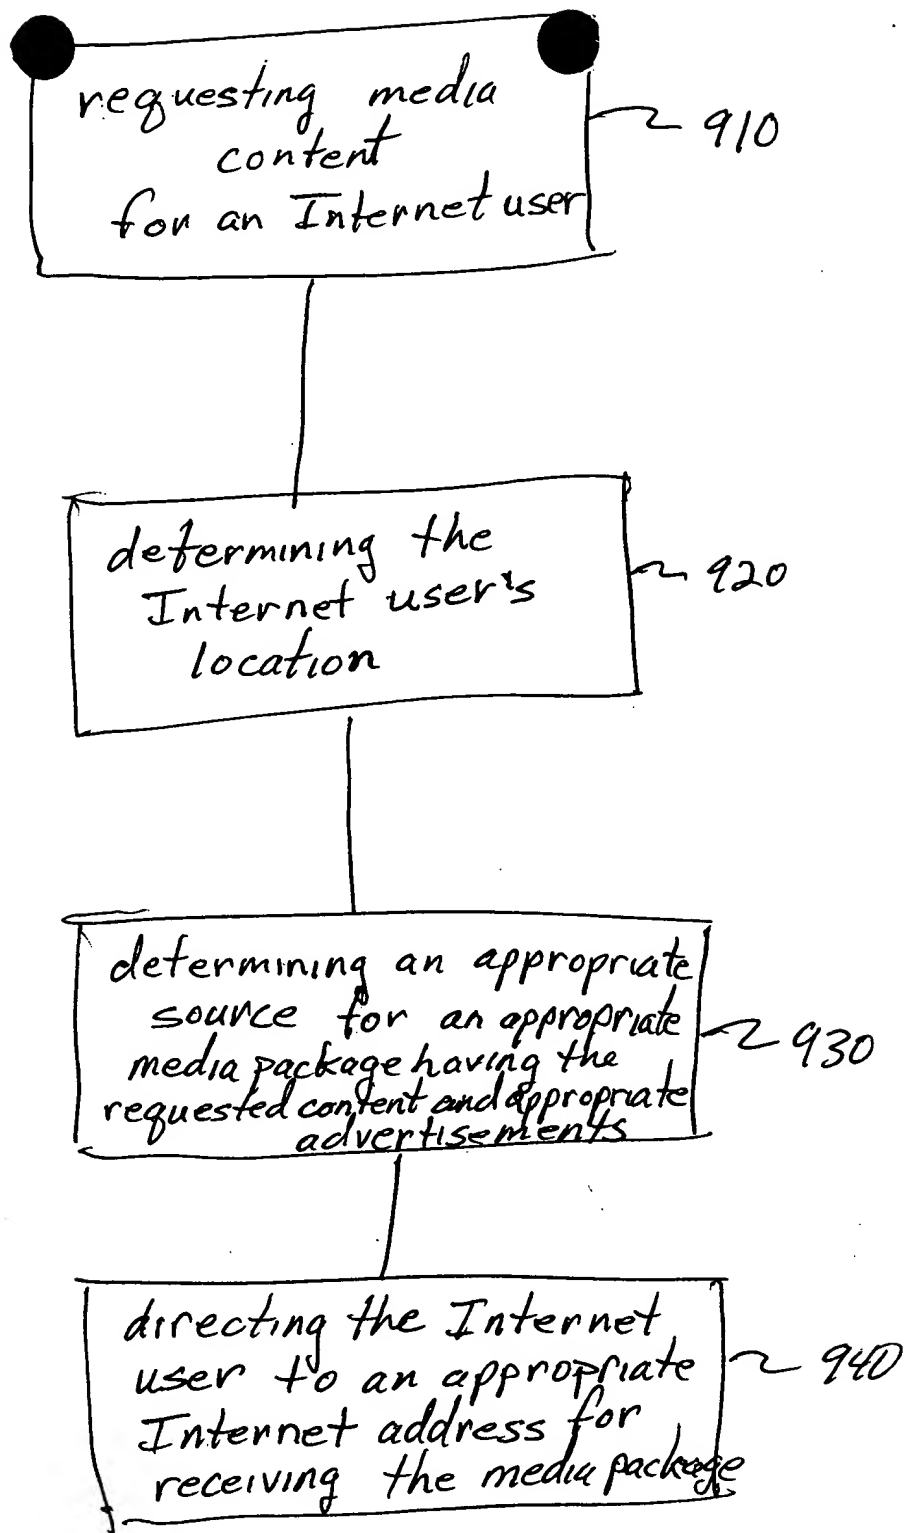 requesting media
content
for an Internet user
910
determining the
Internet user's
location
920
determining an appropriate
source for an appropriate
media package having the
requested content and appropriate
advertisements
930
directing the Internet
user to an appropriate
Internet address for
receiving the media package
940